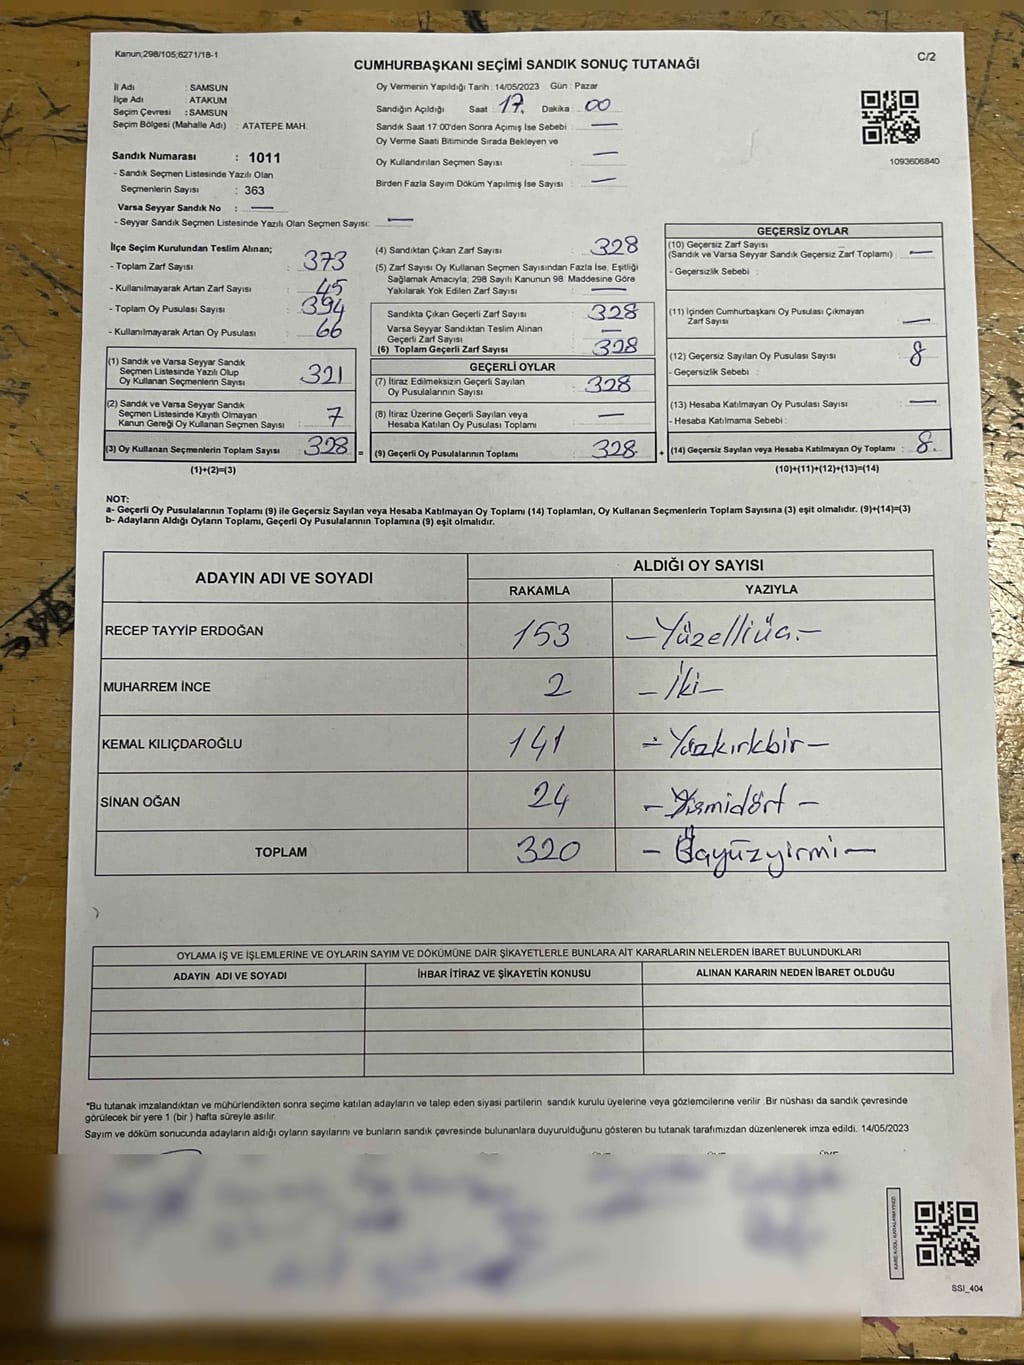 Kanun;298/105;6271/18-1
C/2
CUMHURBAŞKANI SEÇİMİ SANDIK SONUÇ TUTANAĞI
İl Adı : SAMSUN
İlçe Adı : ATAKUM
Seçim Çevresi : SAMSUN
Seçim Bölgesi (Mahalle Adı) : ATATEPE MAH.
Sandık Numarası : 1011
- Sandık Seçmen Listesinde Yazılı Olan
Seçmenlerin Sayısı : 363
Varsa Seyyar Sandık No : —
- Seyyar Sandık Seçmen Listesinde Yazılı Olan Seçmen Sayısı: —
Oy Vermenin Yapıldığı Tarih : 14/05/2023 Gün : Pazar
Sandığın Açıldığı Saat : 17. Dakika : 00
Sandık Saat 17:00'den Sonra Açımış İse Sebebi : —
Oy Verme Saati Bitiminde Sırada Bekleyen ve
Oy Kullandırılan Seçmen Sayısı : —
Birden Fazla Sayım Döküm Yapılmış İse Sayısı : —
1093606840
İlçe Seçim Kurulundan Teslim Alınan;
- Toplam Zarf Sayısı : 373
- Kullanılmayarak Artan Zarf Sayısı : 45
- Toplam Oy Pusulası Sayısı : 394
- Kullanılmayarak Artan Oy Pusulası : 66
(1) Sandık ve Varsa Seyyar Sandık
Seçmen Listesinde Yazılı Olup
Oy Kullanan Seçmenlerin Sayısı : 321
(2) Sandık ve Varsa Seyyar Sandık
Seçmen Listesinde Kayıtlı Olmayan
Kanun Gereği Oy Kullanan Seçmen Sayısı : 7
(3) Oy Kullanan Seçmenlerin Toplam Sayısı : 328 =
(1)+(2)=(3)
(4) Sandıktan Çıkan Zarf Sayısı : 328
(5) Zarf Sayısı Oy Kullanan Seçmen Sayısından Fazla İse, Eşitliği
Sağlamak Amacıyla; 298 Sayılı Kanunun 98. Maddesine Göre
Yakılarak Yok Edilen Zarf Sayısı : —
Sandıkta Çıkan Geçerli Zarf Sayısı : 328
Varsa Seyyar Sandıktan Teslim Alınan
Geçerli Zarf Sayısı : —
(6) Toplam Geçerli Zarf Sayısı : 328
GEÇERLİ OYLAR
(7) İtiraz Edilmeksizin Geçerli Sayılan
Oy Pusulalarının Sayısı : 328
(8) İtiraz Üzerine Geçerli Sayılan veya
Hesaba Katılan Oy Pusulası Toplamı : —
(9) Geçerli Oy Pusulalarının Toplamı : 328 +
GEÇERSİZ OYLAR
(10) Geçersiz Zarf Sayısı
(Sandık ve Varsa Seyyar Sandık Geçersiz Zarf Toplamı) : —
- Geçersizlik Sebebi :
(11) İçinden Cumhurbaşkanı Oy Pusulası Çıkmayan
Zarf Sayısı : —
(12) Geçersiz Sayılan Oy Pusulası Sayısı : 8
- Geçersizlik Sebebi :
(13) Hesaba Katılmayan Oy Pusulası Sayısı : —
- Hesaba Katılmama Sebebi :
(14) Geçersiz Sayılan veya Hesaba Katılmayan Oy Toplamı : 8.
(10)+(11)+(12)+(13)=(14)
NOT:
a- Geçerli Oy Pusulalarının Toplamı (9) ile Geçersiz Sayılan veya Hesaba Katılmayan Oy Toplamı (14) Toplamları, Oy Kullanan Seçmenlerin Toplam Sayısına (3) eşit olmalıdır. (9)+(14)=(3)
b- Adayların Aldığı Oyların Toplamı, Geçerli Oy Pusulalarının Toplamına (9) eşit olmalıdır.
ADAYIN ADI VE SOYADI
ALDIĞI OY SAYISI
RAKAMLA YAZIYLA
RECEP TAYYİP ERDOĞAN 153 —Yüzelliüç.—
MUHARREM İNCE 2 —İki—
KEMAL KILIÇDAROĞLU 141 —Yüzkırkbir—
SİNAN OĞAN 24 —Yirmidört—
TOPLAM 320 —Üçyüzyirmi—
OYLAMA İŞ VE İŞLEMLERİNE VE OYLARIN SAYIM VE DÖKÜMÜNE DAİR ŞİKAYETLERLE BUNLARA AİT KARARLARIN NELERDEN İBARET BULUNDUKLARI
ADAYIN ADI VE SOYADI İHBAR İTİRAZ VE ŞİKAYETİN KONUSU ALINAN KARARIN NEDEN İBARET OLDUĞU
*Bu tutanak imzalandıktan ve mühürlendikten sonra seçime katılan adayların ve talep eden siyasi partilerin sandık kurulu üyelerine veya gözlemcilerine verilir. Bir nüshası da sandık çevresinde
görülecek bir yere 1 (bir ) hafta süreyle asılır.
Sayım ve döküm sonucunda adayların aldığı oyların sayılarını ve bunların sandık çevresinde bulunanlara duyurulduğunu gösteren bu tutanak tarafımızdan düzenlenerek imza edildi. 14/05/2023
SSI_404